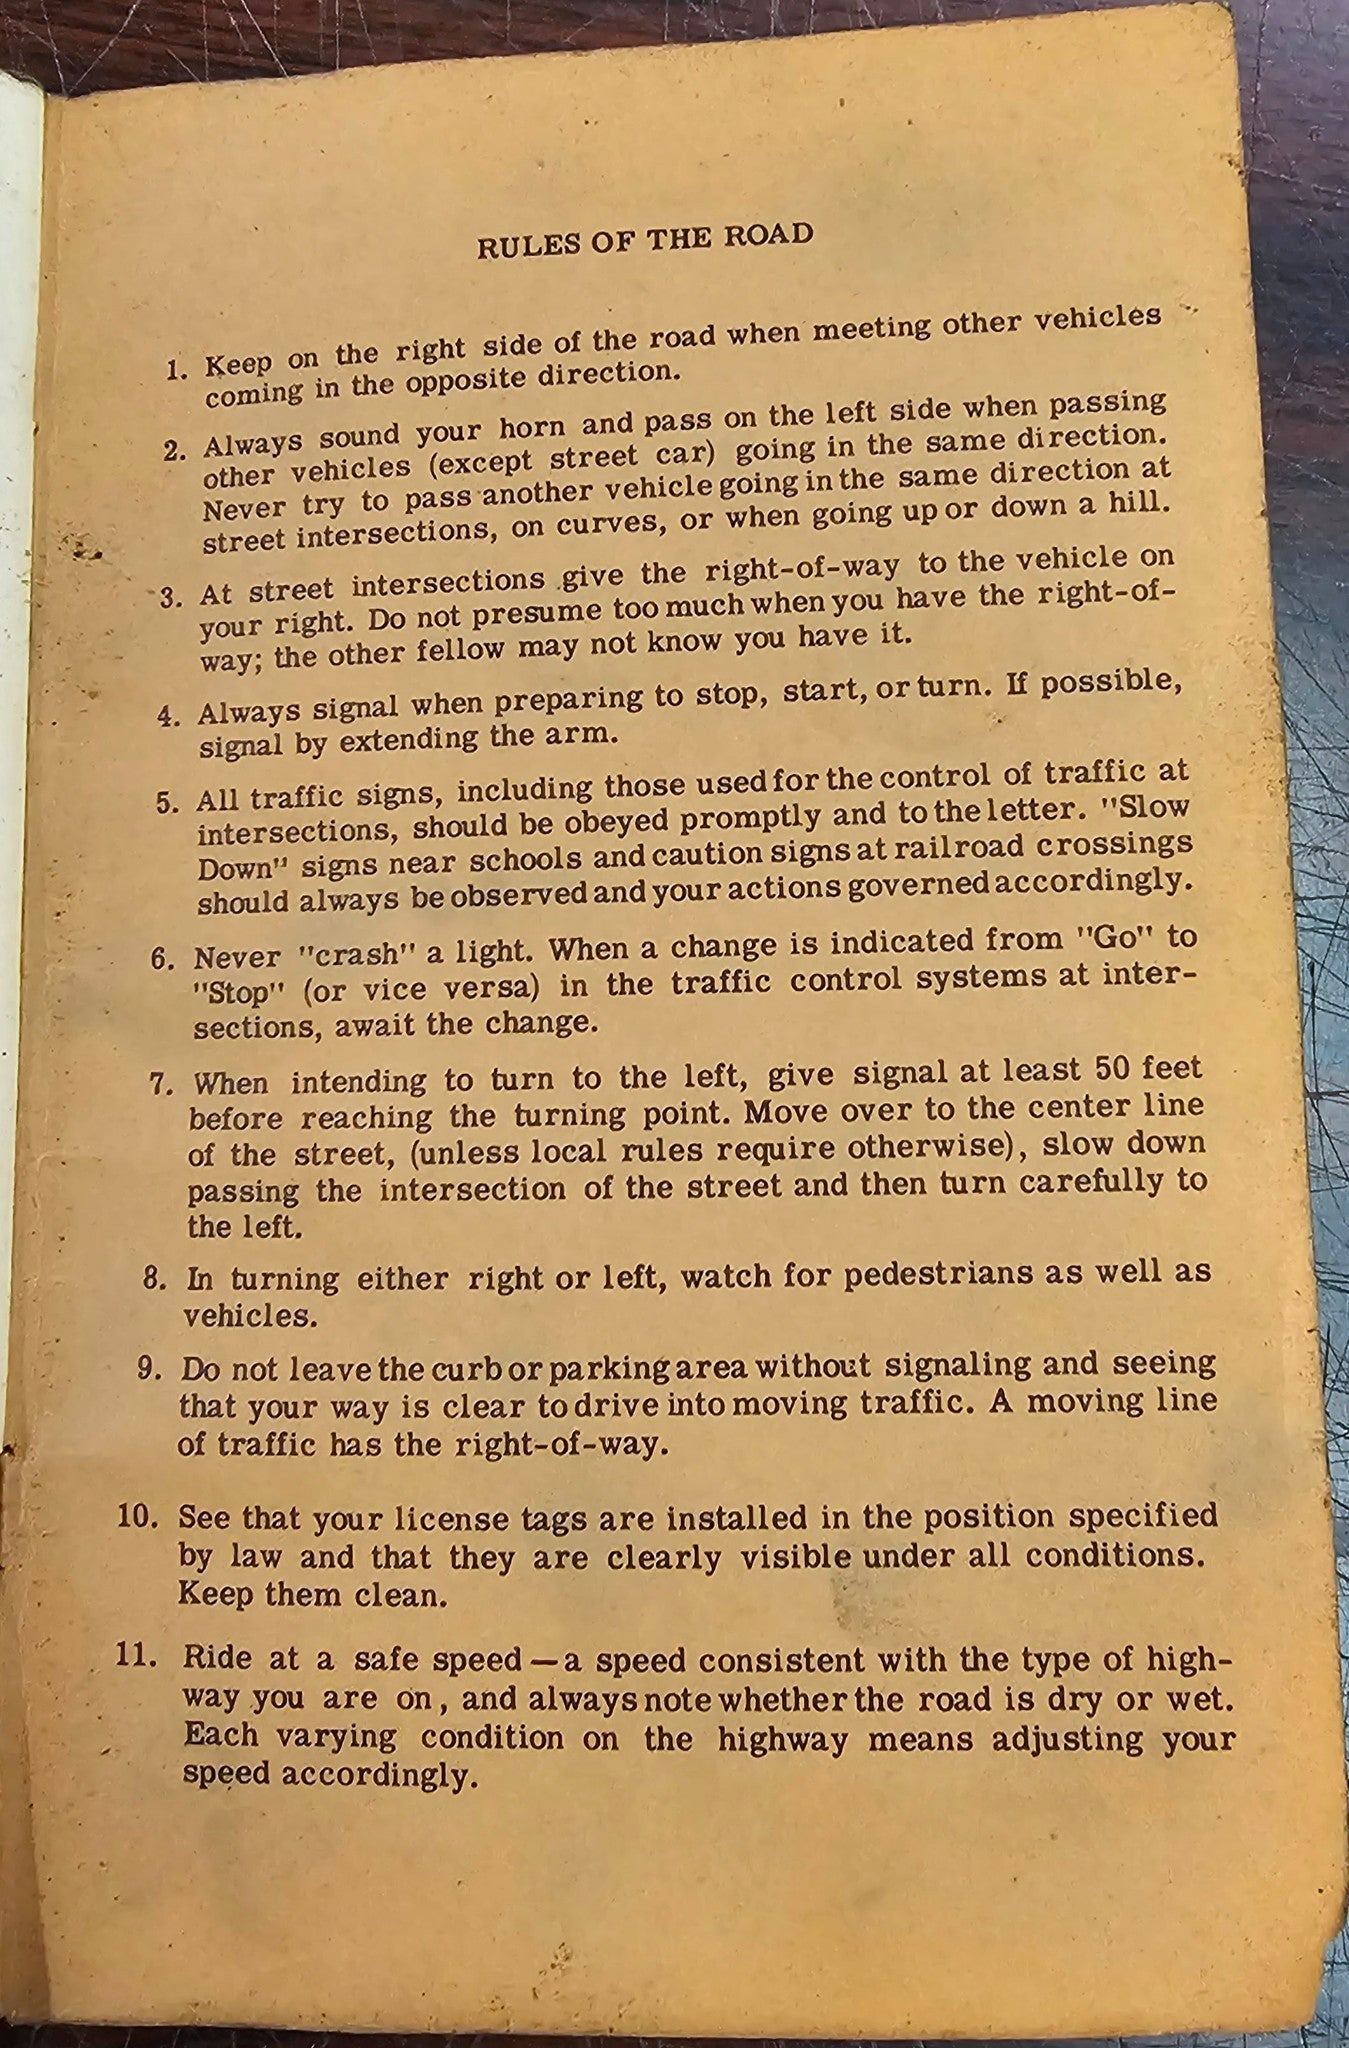 RULES OF THE ROAD
1. Keep on the right side of the road when meeting other vehicles
coming in the opposite direction.
2. Always sound your horn and pass on the left side when passing
other vehicles (except street car) going in the same direction.
Never try to pass another vehicle going in the same direction at
street intersections, on curves, or when going up or down a hill.
3. At street intersections give the right-of-way to the vehicle on
your right. Do not presume too much when you have the right-of-
way; the other fellow may not know you have it.
4. Always signal when preparing to stop, start, or turn. If possible,
signal by extending the arm.
5. All traffic signs, including those used for the control of traffic at
intersections, should be obeyed promptly and to the letter. "Slow
Down" signs near schools and caution signs at railroad crossings
should always be observed and your actions governed accordingly.
6. Never "crash" a light. When a change is indicated from "Go" to
"Stop" (or vice versa) in the traffic control systems at inter-
sections, await the change.
7. When intending to turn to the left, give signal at least 50 feet
before reaching the turning point. Move over to the center line
of the street, (unless local rules require otherwise), slow down
passing the intersection of the street and then turn carefully to
the left.
8. In turning either right or left, watch for pedestrians as well as
vehicles.
9. Do not leave the curb or parking area without signaling and seeing
that your way is clear to drive into moving traffic. A moving line
of traffic has the right-of-way.
10. See that your license tags are installed in the position specified
by law and that they are clearly visible under all conditions.
Keep them clean.
11. Ride at a safe speed — a speed consistent with the type of high-
way you are on, and always note whether the road is dry or wet.
Each varying condition on the highway means adjusting your
speed accordingly.